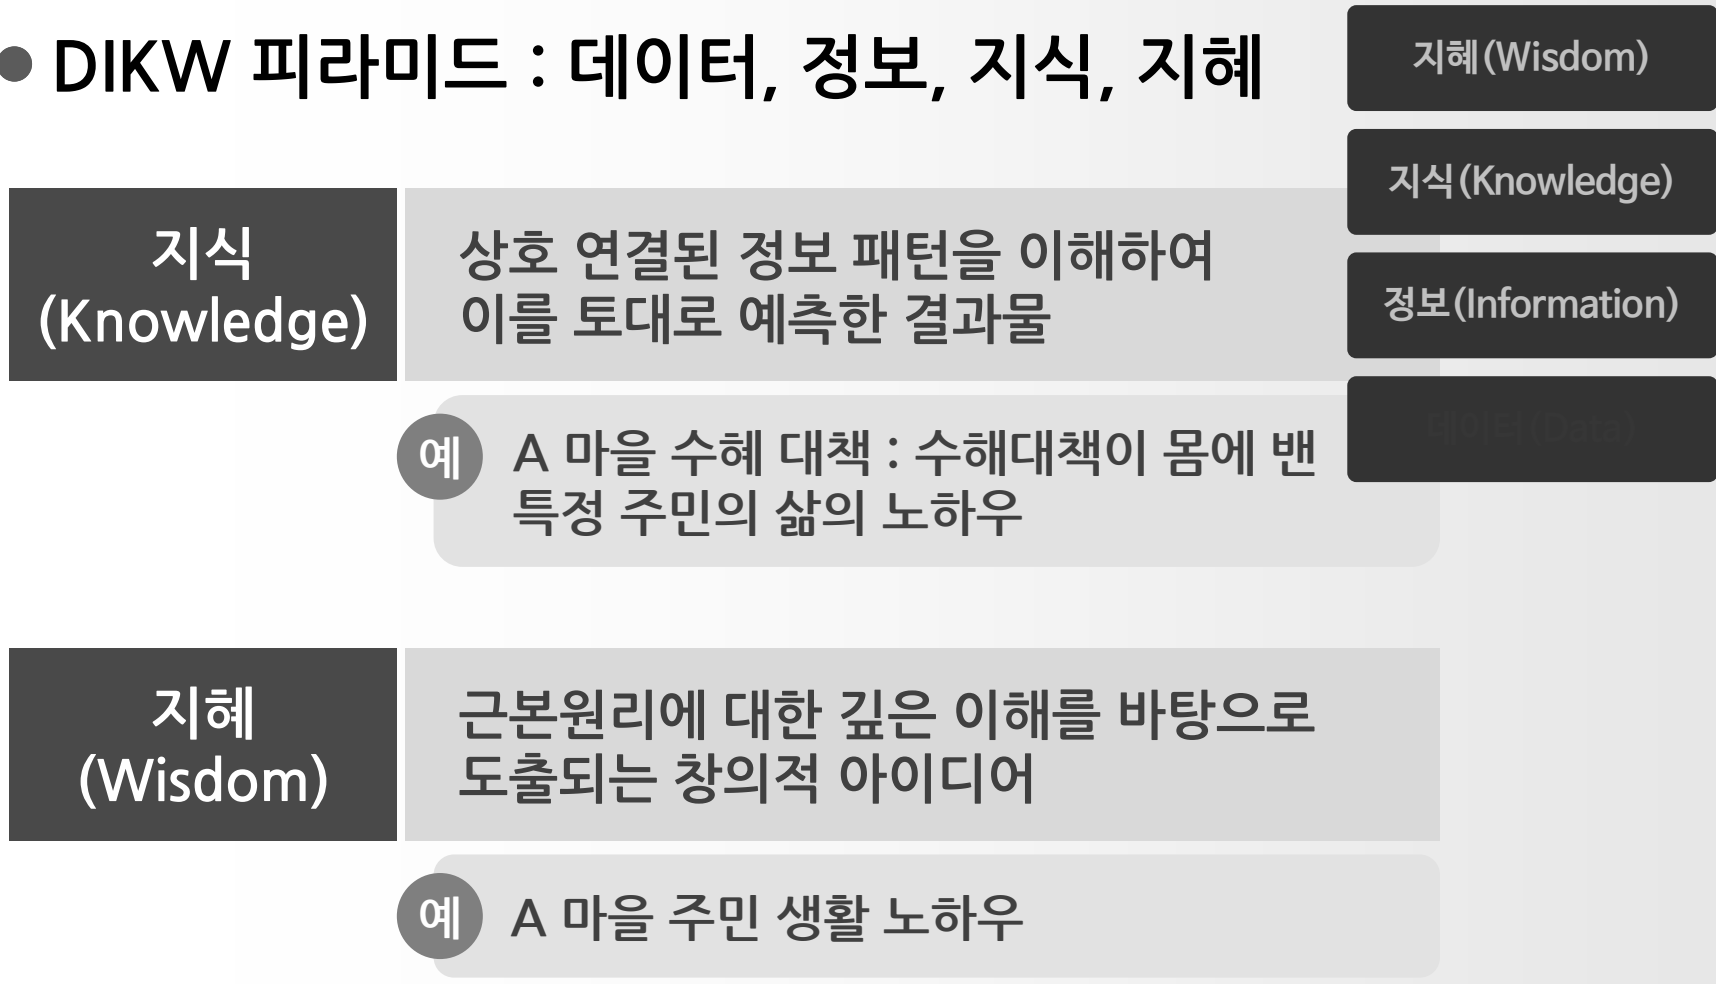 DIKW 피라미드 : 데이터, 정보, 지식, 지혜
지혜(Wisdom)
지식(Knowledge)
정보(Information)
데이터(Data)
지식
(Knowledge)
상호 연결된 정보 패턴을 이해하여
이를 토대로 예측한 결과물
예
A 마을 수혜 대책 : 수해대책이 몸에 밴
특정 주민의 삶의 노하우
지혜
(Wisdom)
근본원리에 대한 깊은 이해를 바탕으로
도출되는 창의적 아이디어
예
A 마을 주민 생활 노하우